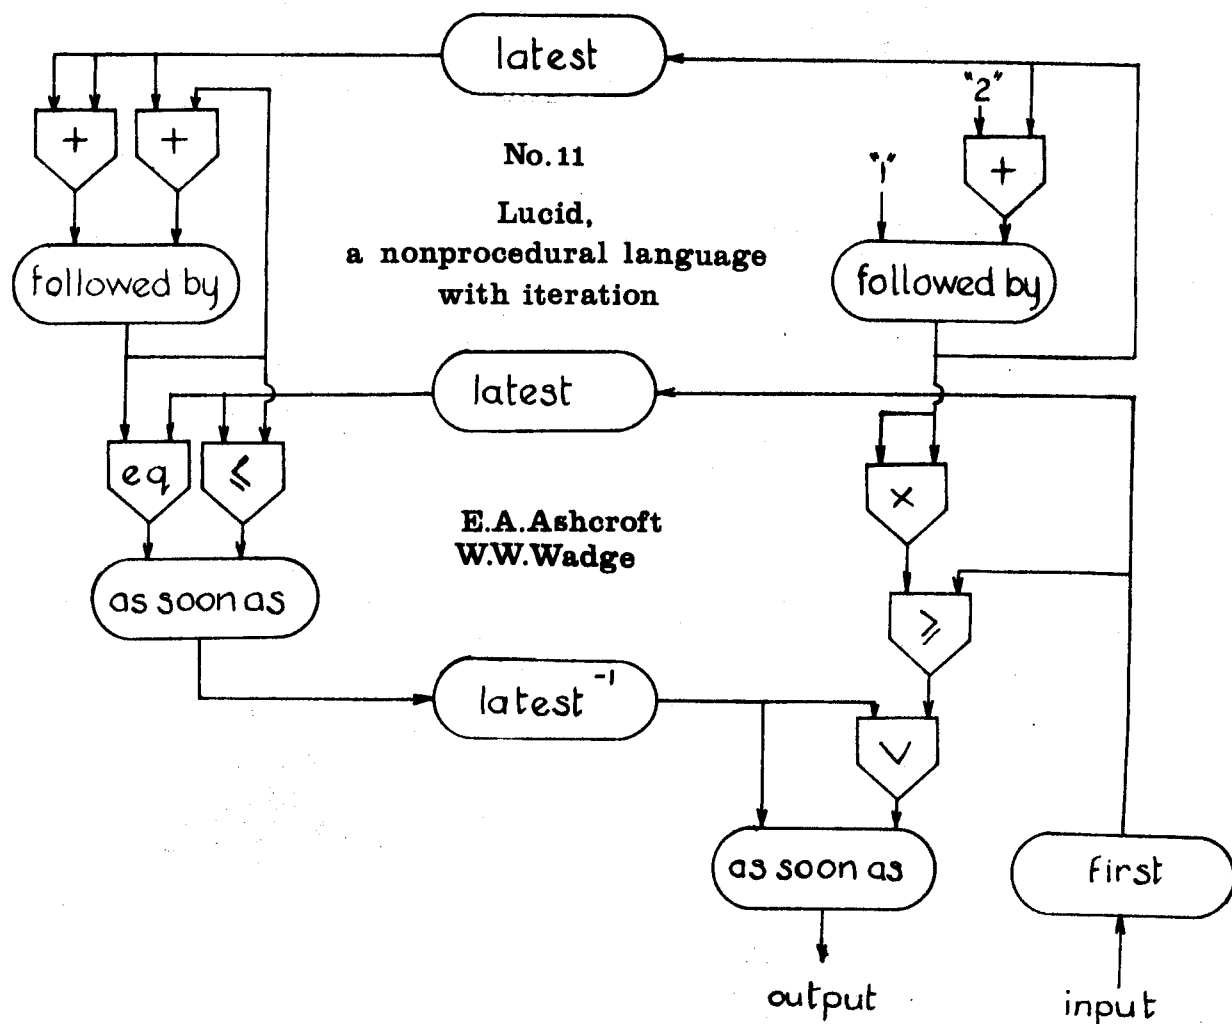 latest
+ +
"2"
+
"1"
No. 11
Lucid,
a nonprocedural language
with iteration
followed by
followed by
latest
eq
≤
×
E.A.Ashcroft
W.W.Wadge
as soon as
≥
latest -1
∨
as soon as
first
output
input